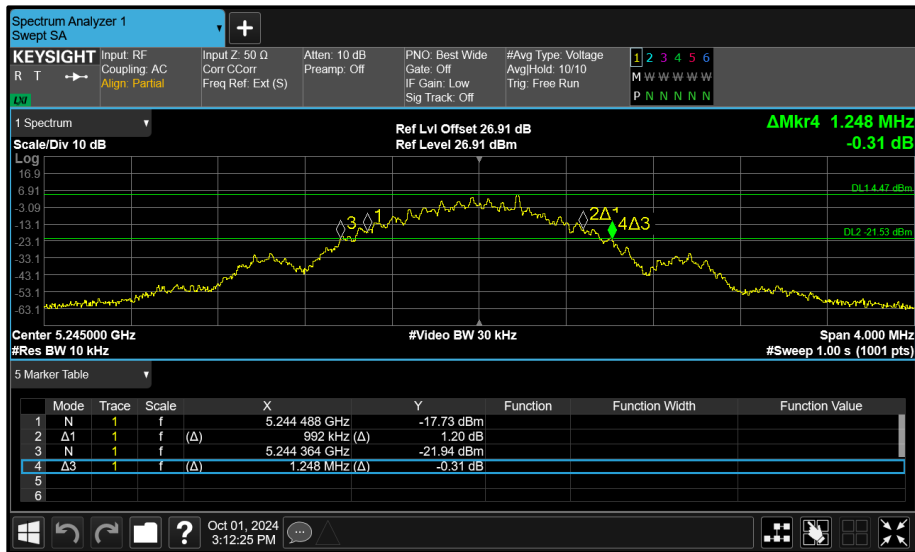 Spectrum Analyzer 1
Swept SA
+
KEYSIGHT
R T
LXI
Input: RF
Coupling: AC
Align: Partial
Input Z: 50 Ω
Corr CCorr
Freq Ref: Ext (S)
Atten: 10 dB
Preamp: Off
PNO: Best Wide
Gate: Off
IF Gain: Low
Sig Track: Off
#Avg Type: Voltage
Avg|Hold: 10/10
Trig: Free Run
1 2 3 4 5 6
M W W W W W
P N N N N N
1 Spectrum
Scale/Div 10 dB
Ref Lvl Offset 26.91 dB
Ref Level 26.91 dBm
ΔMkr4 1.248 MHz
-0.31 dB
Log
16.9
6.91
-3.09
-13.1
-23.1
-33.1
-43.1
-53.1
-63.1
DL1 4.47 dBm
3 1 2Δ1 4Δ3
DL2 -21.53 dBm
Center 5.245000 GHz #Video BW 30 kHz Span 4.000 MHz
#Res BW 10 kHz #Sweep 1.00 s (1001 pts)
5 Marker Table
Mode Trace Scale X Y Function Function Width Function Value
1 N 1 f 5.244 488 GHz -17.73 dBm
2 Δ1 1 f (Δ) 992 kHz (Δ) 1.20 dB
3 N 1 f 5.244 364 GHz -21.94 dBm
4 Δ3 1 f (Δ) 1.248 MHz (Δ) -0.31 dB
5
6
?
Oct 01, 2024
3:12:25 PM